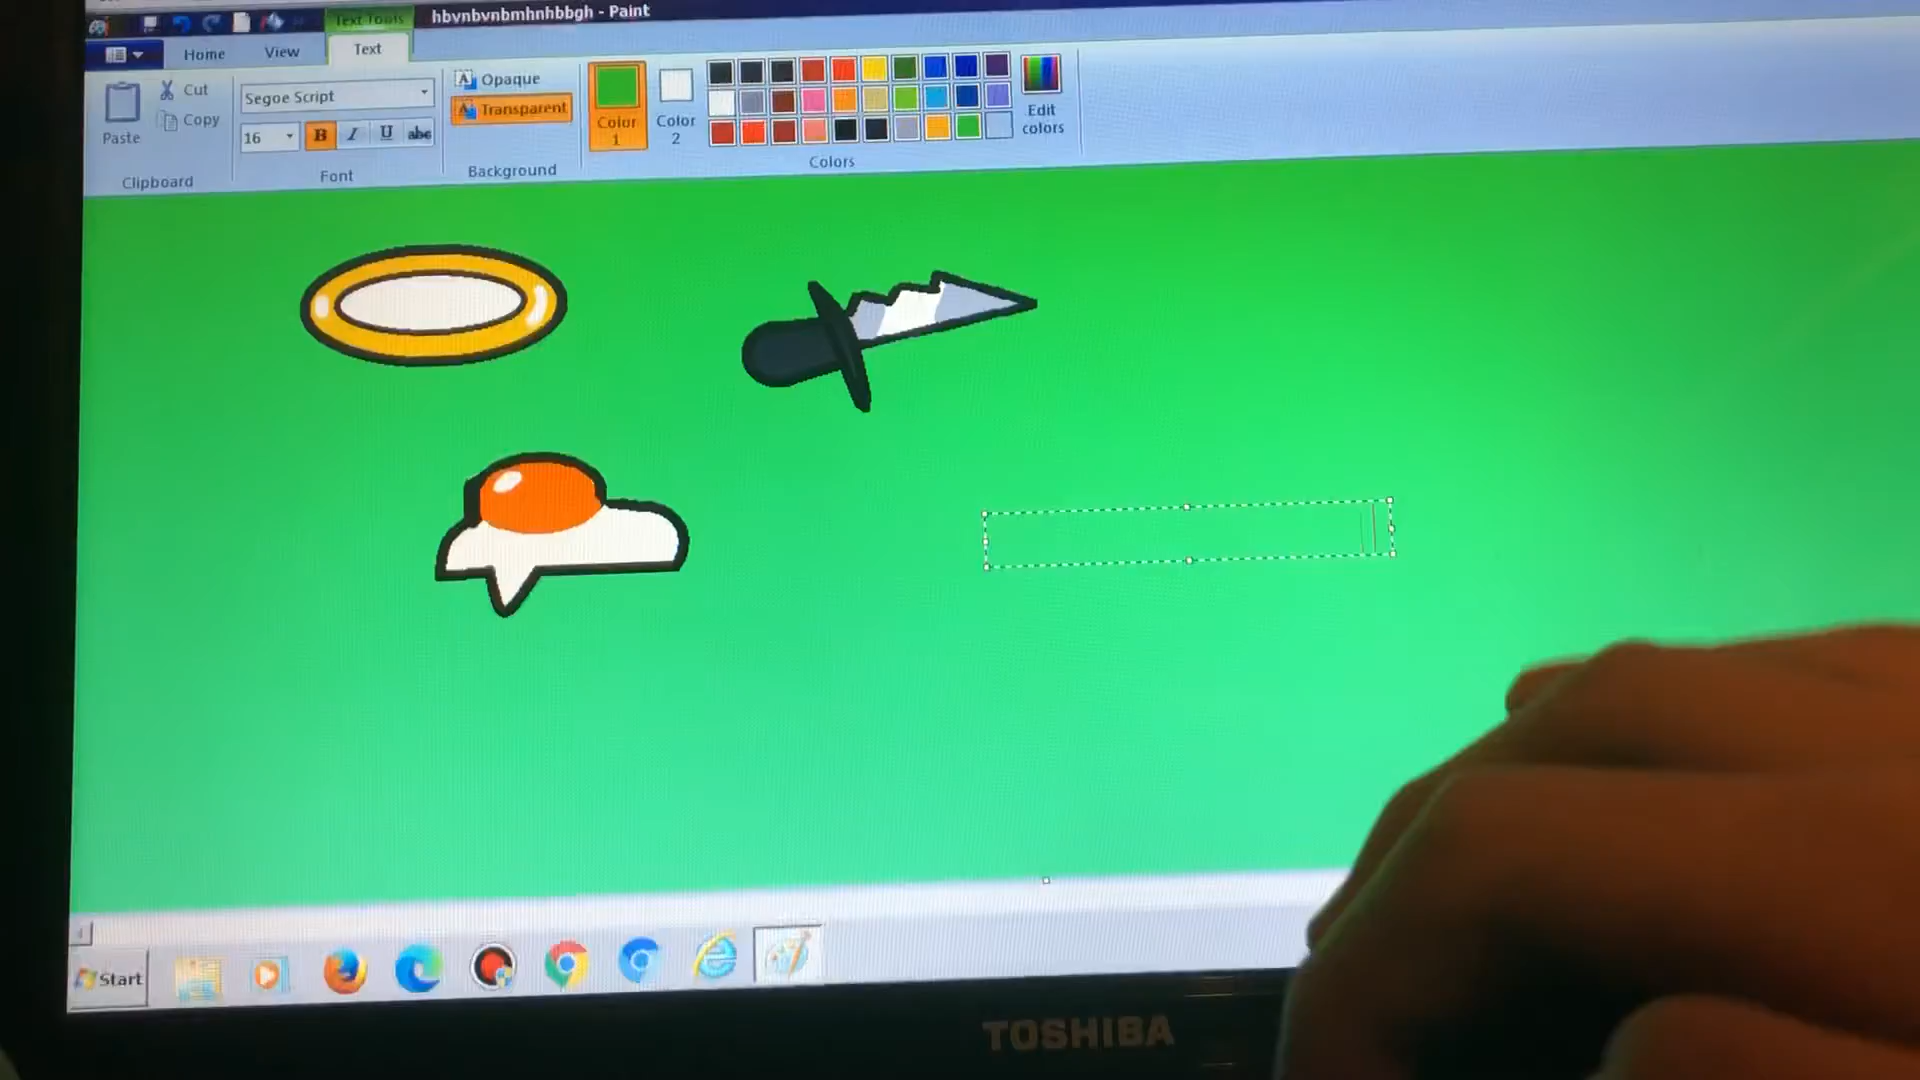 Text Tools
hbvnbvnbmhnhbbgh - Paint
Home
View
Text
Paste
Cut
Copy
Clipboard
Segoe Script
16
B
I
U
abc
Font
Opaque
Transparent
Background
Color
1
Color
2
Edit
colors
Colors
Start
TOSHIBA